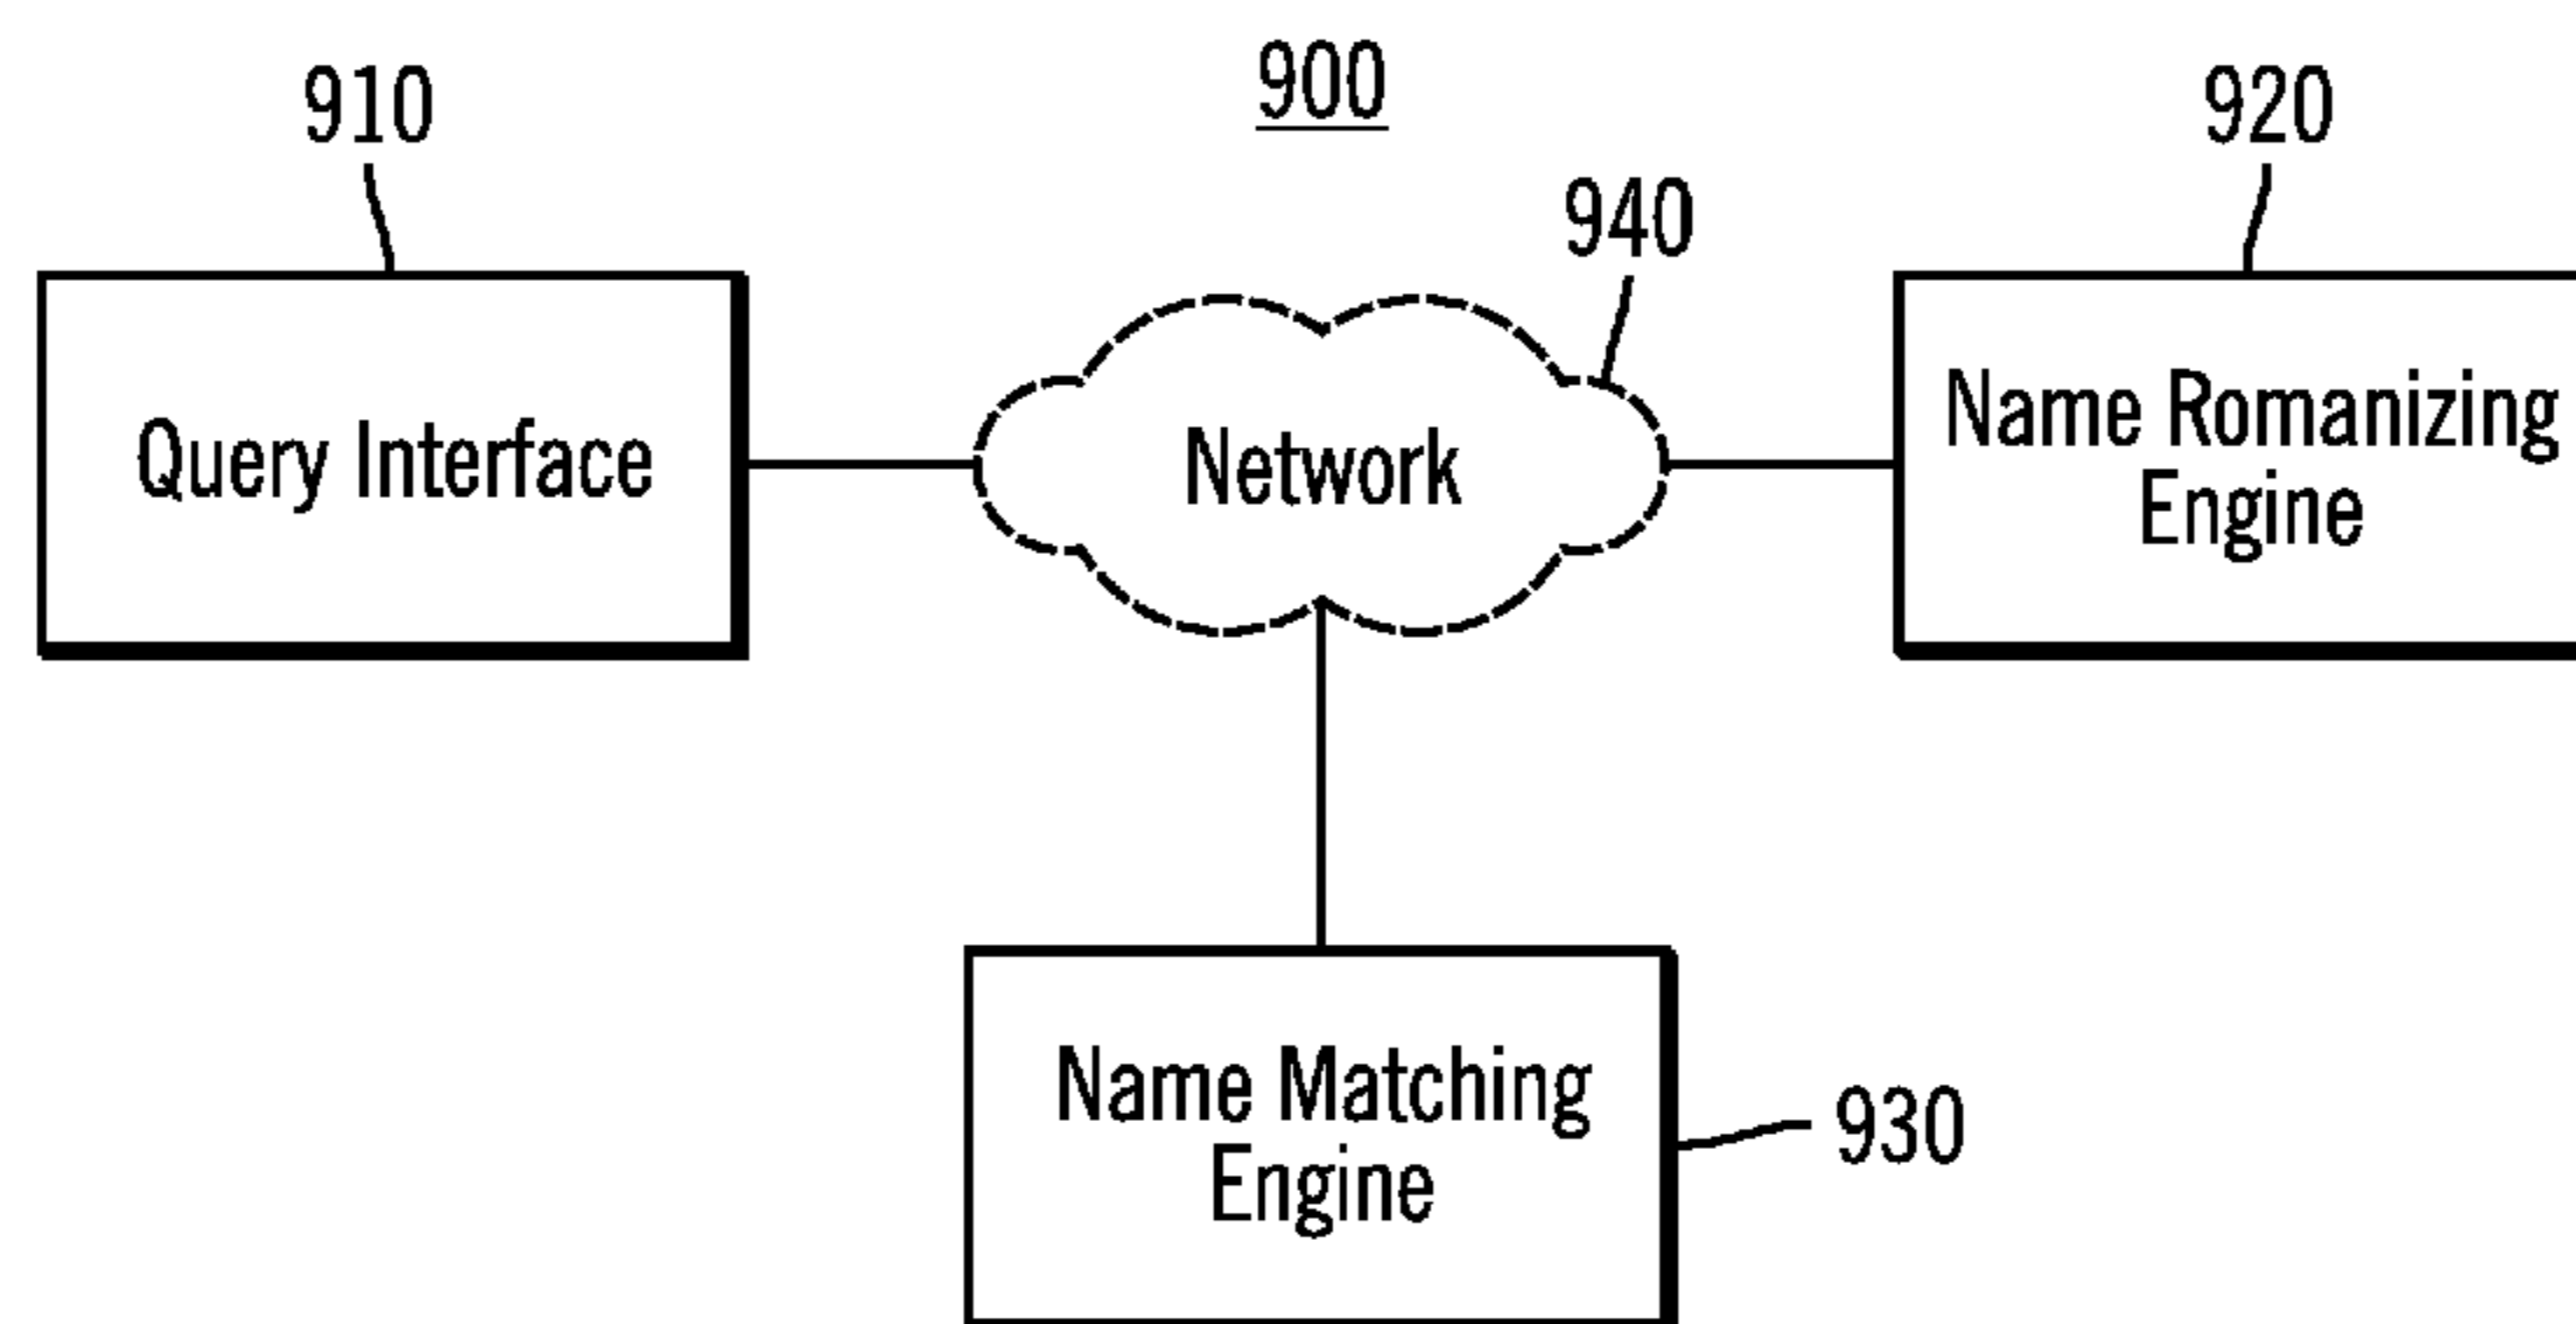 900
910
920
940
Query Interface
Network
Name Romanizing
Engine
Name Matching
Engine
930